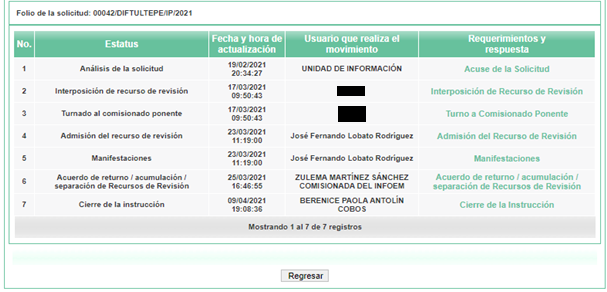 Folio de la solicitud: 00042/DIFTULTEPE/IP/2021
No. Estatus Fecha y hora de actualización Usuario que realiza el movimiento Requerimientos y respuesta
1 Análisis de la solicitud 19/02/2021 20:34:27 UNIDAD DE INFORMACIÓN Acuse de la Solicitud
2 Interposición de recurso de revisión 17/03/2021 09:50:43 Interposición de Recurso de Revisión
3 Turnado al comisionado ponente 17/03/2021 09:50:43 Turno a Comisionado Ponente
4 Admisión del recurso de revisión 23/03/2021 11:19:00 José Fernando Lobato Rodríguez Admisión del Recurso de Revisión
5 Manifestaciones 23/03/2021 11:19:00 José Fernando Lobato Rodríguez Manifestaciones
6 Acuerdo de returno / acumulación / separación de Recursos de Revisión 25/03/2021 16:46:55 ZULEMA MARTÍNEZ SÁNCHEZ COMISIONADA DEL INFOEM Acuerdo de returno / acumulación / separación de Recursos de Revisión
7 Cierre de la instrucción 09/04/2021 19:08:36 BERENICE PAOLA ANTOLÍN COBOS Cierre de la Instrucción
Mostrando 1 al 7 de 7 registros
Regresar